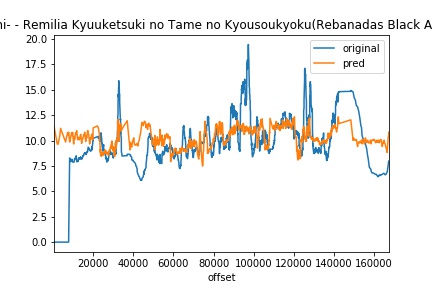 ni- - Remilia Kyuuketsuki no Tame no Kyousoukyoku(Rebanadas Black A
original
pred
20.0
17.5
15.0
12.5
10.0
7.5
5.0
2.5
0.0
20000 40000 60000 80000 100000 120000 140000 160000
offset